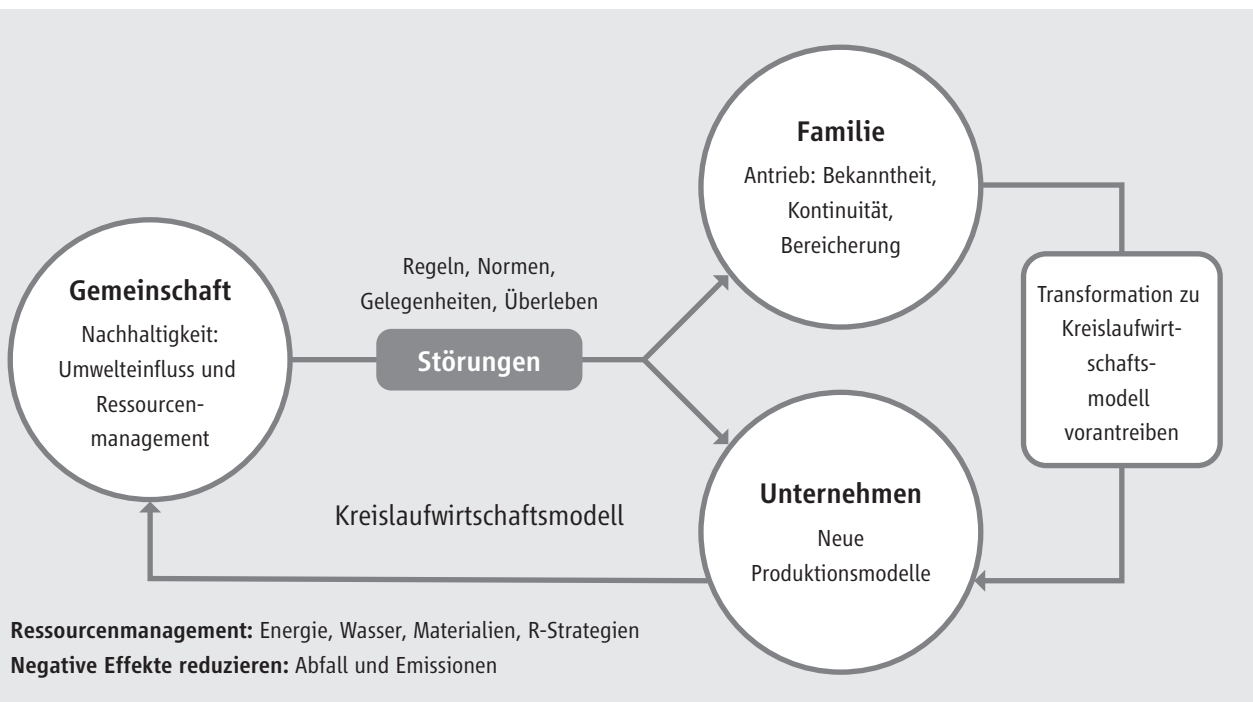 Gemeinschaft
Nachhaltigkeit:
Umwelteinfluss und
Ressourcen-
management
Regeln, Normen,
Gelegenheiten, Überleben
Störungen
Familie
Antrieb: Bekanntheit,
Kontinuität,
Bereicherung
Transformation zu
Kreislaufwirt-
schafts-
modell
vorantreiben
Unternehmen
Neue
Produktionsmodelle
Kreislaufwirtschaftsmodell
Ressourcenmanagement: Energie, Wasser, Materialien, R-Strategien
Negative Effekte reduzieren: Abfall und Emissionen